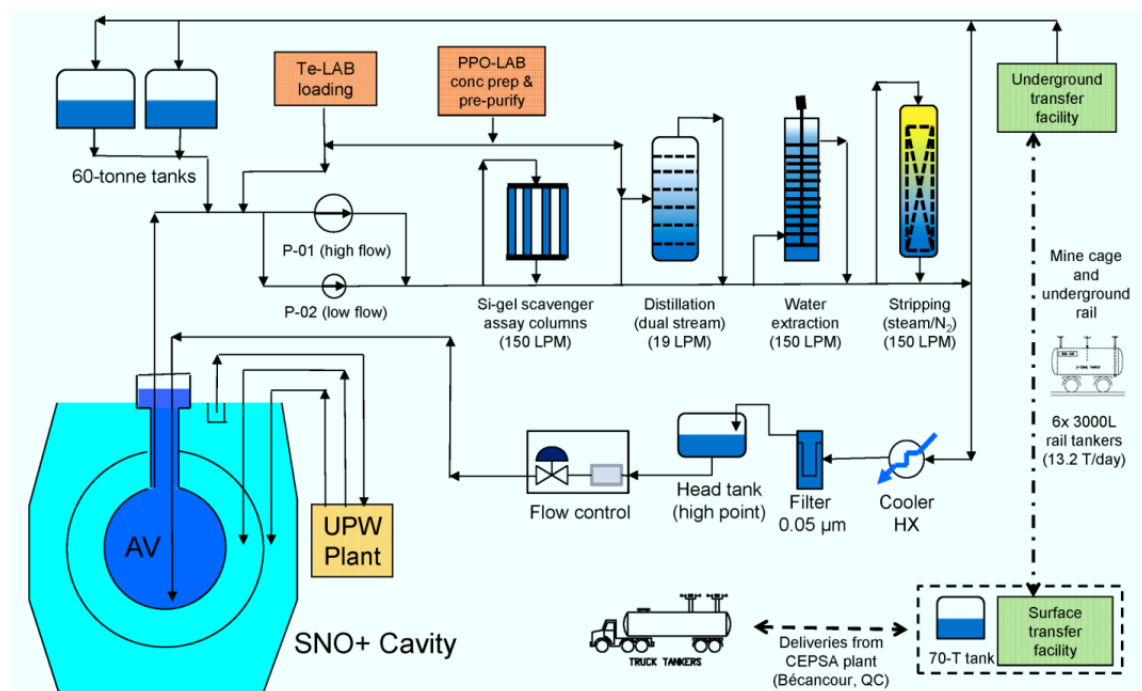 Te-LAB
loading
PPO-LAB
conc prep &
pre-purify
Underground
transfer
facility
60-tonne tanks
P-01 (high flow)
P-02 (low flow)
Si-gel scavenger
assay columns
(150 LPM)
Distillation
(dual stream)
(19 LPM)
Water
extraction
(150 LPM)
Stripping
(steam/N2)
(150 LPM)
Mine cage
and
underground
rail
6x 3000L
rail tankers
(13.2 T/day)
Flow control
Head tank
(high point)
Filter
0.05 µm
Cooler
HX
AV
UPW
Plant
SNO+ Cavity
TRUCK TANKERS
Deliveries from
CEPSA plant
(Bécancour, QC)
70-T tank
Surface
transfer
facility